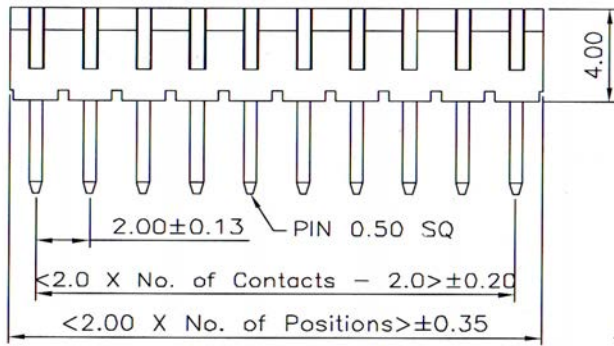 4.00
2.00±0.13
PIN 0.50 SQ
<2.0 X No. of Contacts - 2.0>±0.20
<2.00 X No. of Positions>±0.35